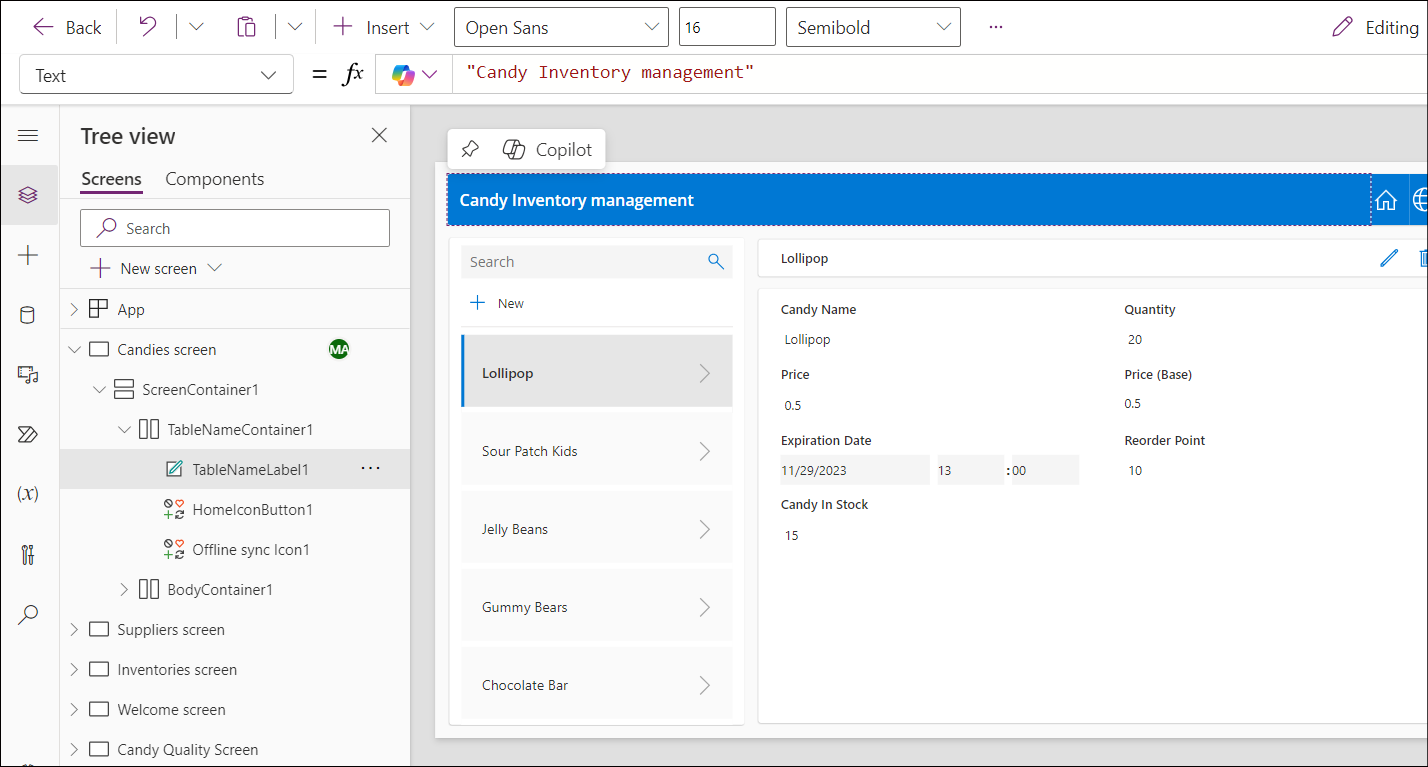 Back
Insert
Open Sans
16
Semibold
...
Editing
Text
= fx
"Candy Inventory management"
Tree view
Screens
Components
Search
New screen
App
Candies screen
MA
ScreenContainer1
TableNameContainer1
TableNameLabel1
...
HomeIconButton1
Offline sync Icon1
BodyContainer1
Suppliers screen
Inventories screen
Welcome screen
Candy Quality Screen
(x)
Copilot
Candy Inventory management
Search
New
Lollipop
Sour Patch Kids
Jelly Beans
Gummy Bears
Chocolate Bar
Lollipop
Candy Name
Lollipop
Quantity
20
Price
0.5
Price (Base)
0.5
Expiration Date
11/29/2023 13 :00
Reorder Point
10
Candy In Stock
15